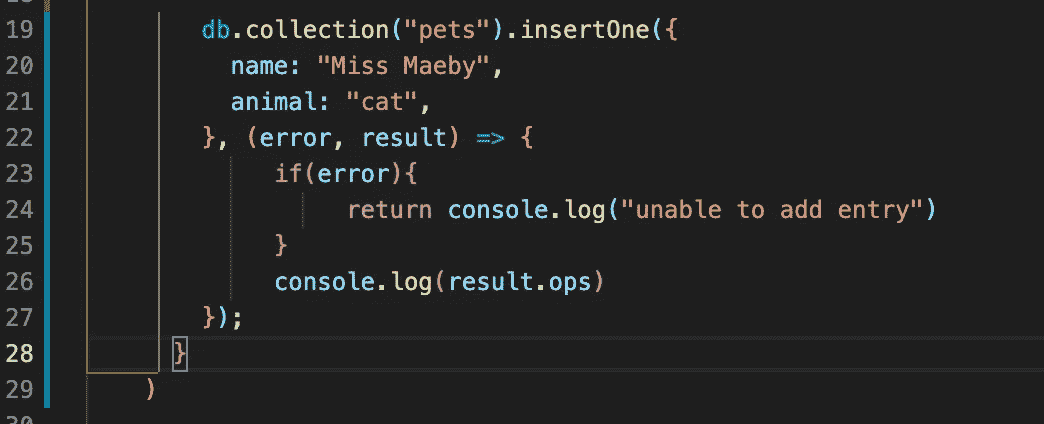 19 db.collection("pets").insertOne({
20 name: "Miss Maeby",
21 animal: "cat",
22 }, (error, result) => {
23 if(error){
24 return console.log("unable to add entry")
25 }
26 console.log(result.ops)
27 });
28 }
29 )